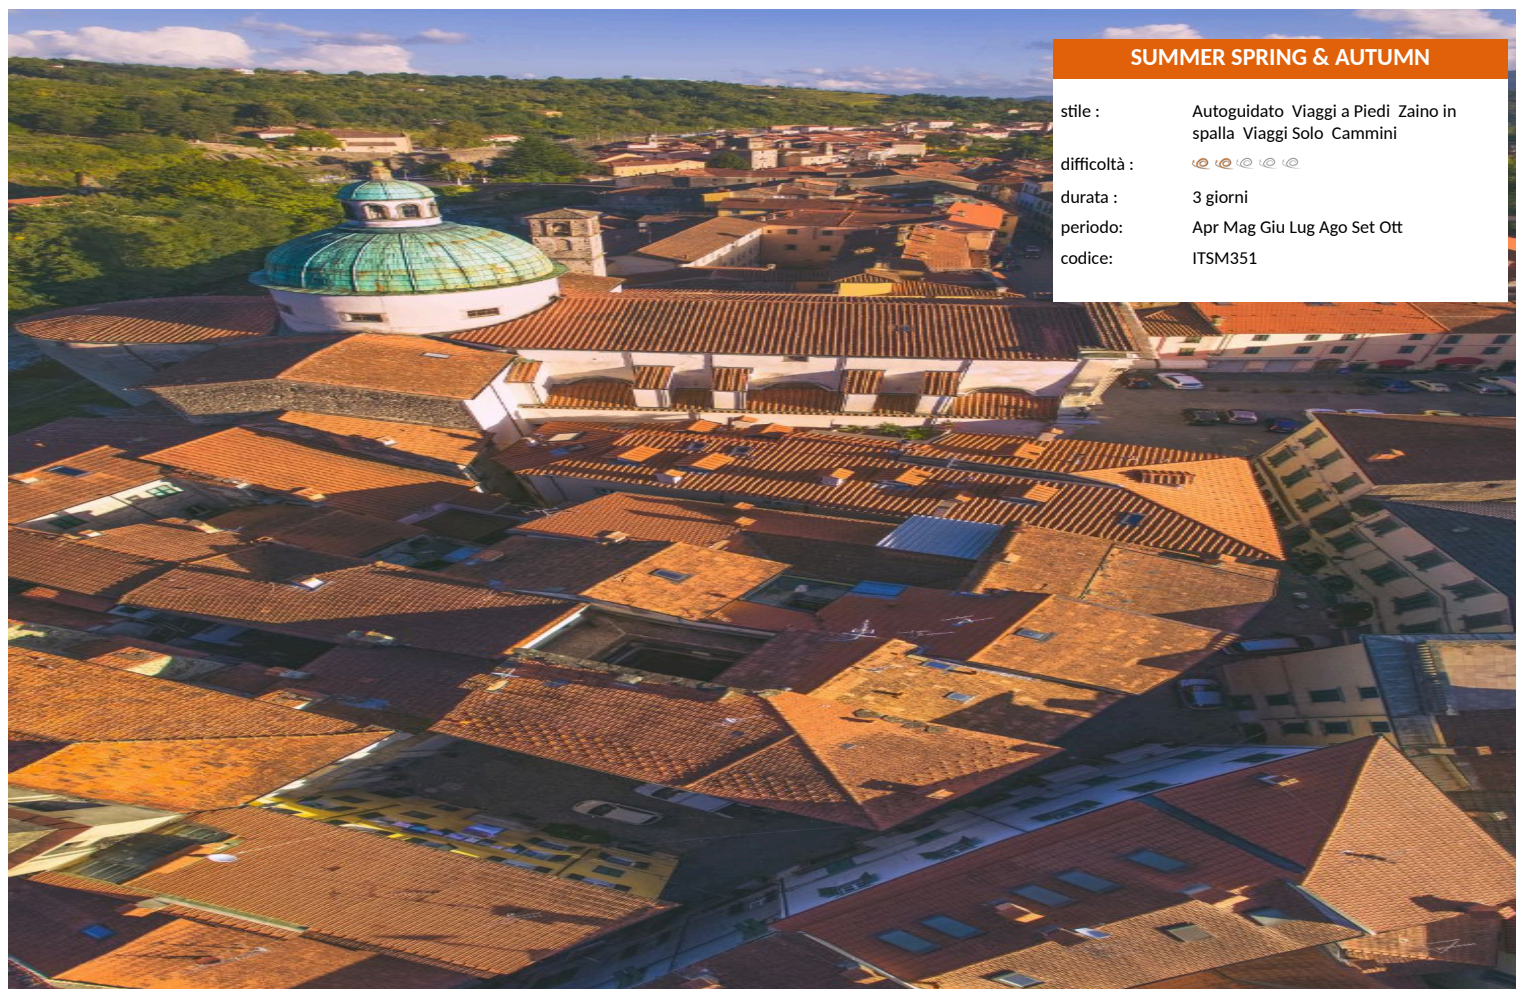 SUMMER SPRING & AUTUMN
stile : Autoguidato Viaggi a Piedi Zaino in
spalla Viaggi Solo Cammini
difficoltà :
durata : 3 giorni
periodo: Apr Mag Giu Lug Ago Set Ott
codice: ITSM351